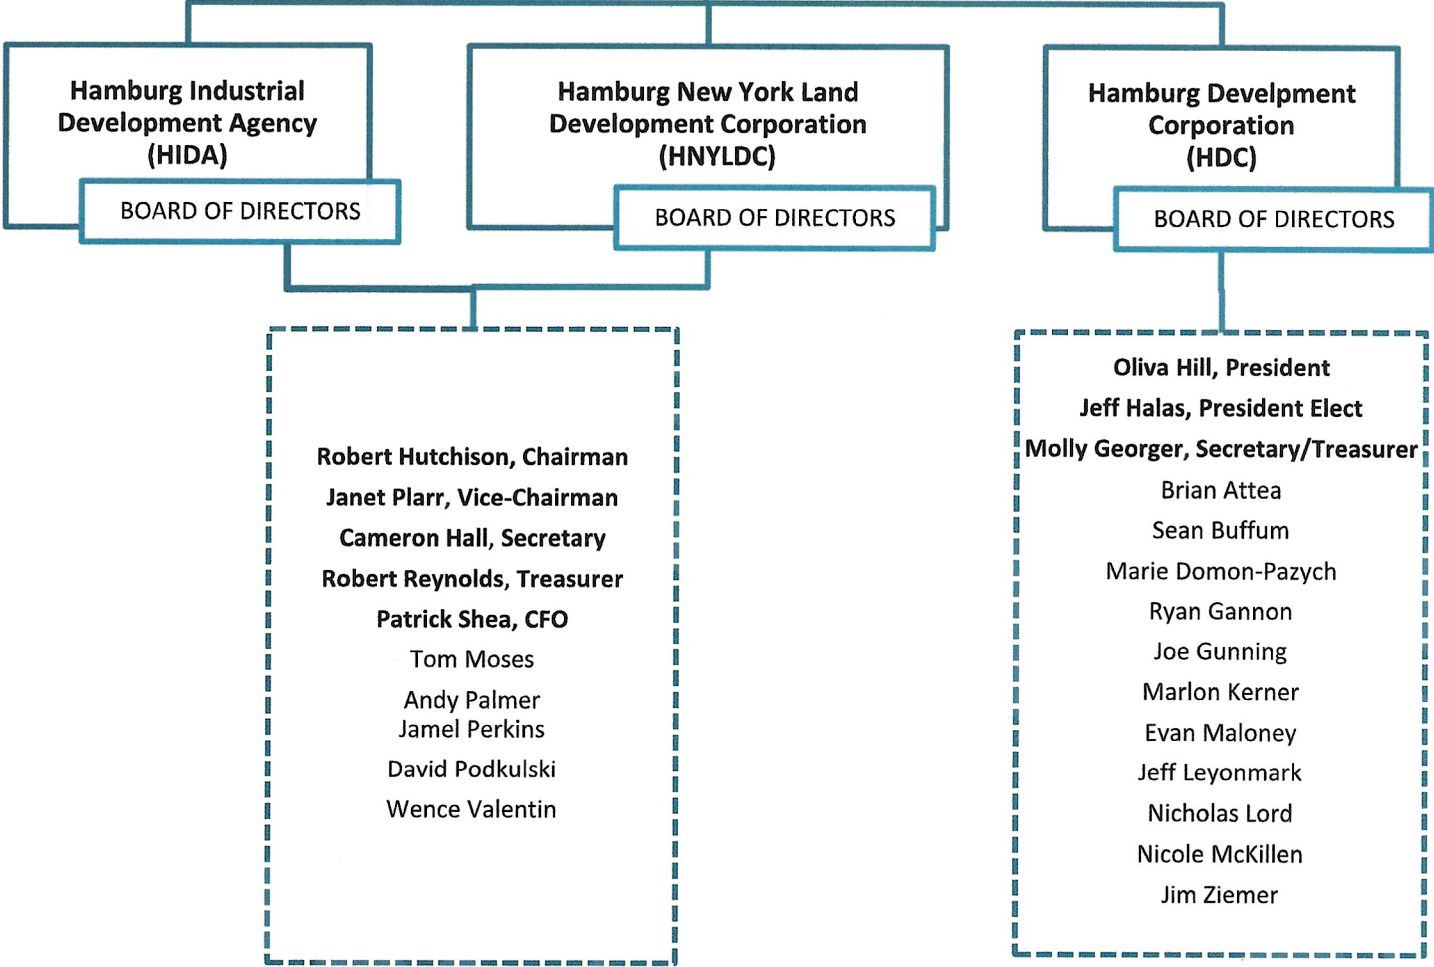 Hamburg Industrial
Development Agency
(HIDA)
BOARD OF DIRECTORS
Hamburg New York Land
Development Corporation
(HNYLDC)
BOARD OF DIRECTORS
Hamburg Develpment
Corporation
(HDC)
BOARD OF DIRECTORS
Robert Hutchison, Chairman
Janet Plarr, Vice-Chairman
Cameron Hall, Secretary
Robert Reynolds, Treasurer
Patrick Shea, CFO
Tom Moses
Andy Palmer
Jamel Perkins
David Podkulski
Wence Valentin
Oliva Hill, President
Jeff Halas, President Elect
Molly Georger, Secretary/Treasurer
Brian Attea
Sean Buffum
Marie Domon-Pazych
Ryan Gannon
Joe Gunning
Marlon Kerner
Evan Maloney
Jeff Leyonmark
Nicholas Lord
Nicole McKillen
Jim Ziemer